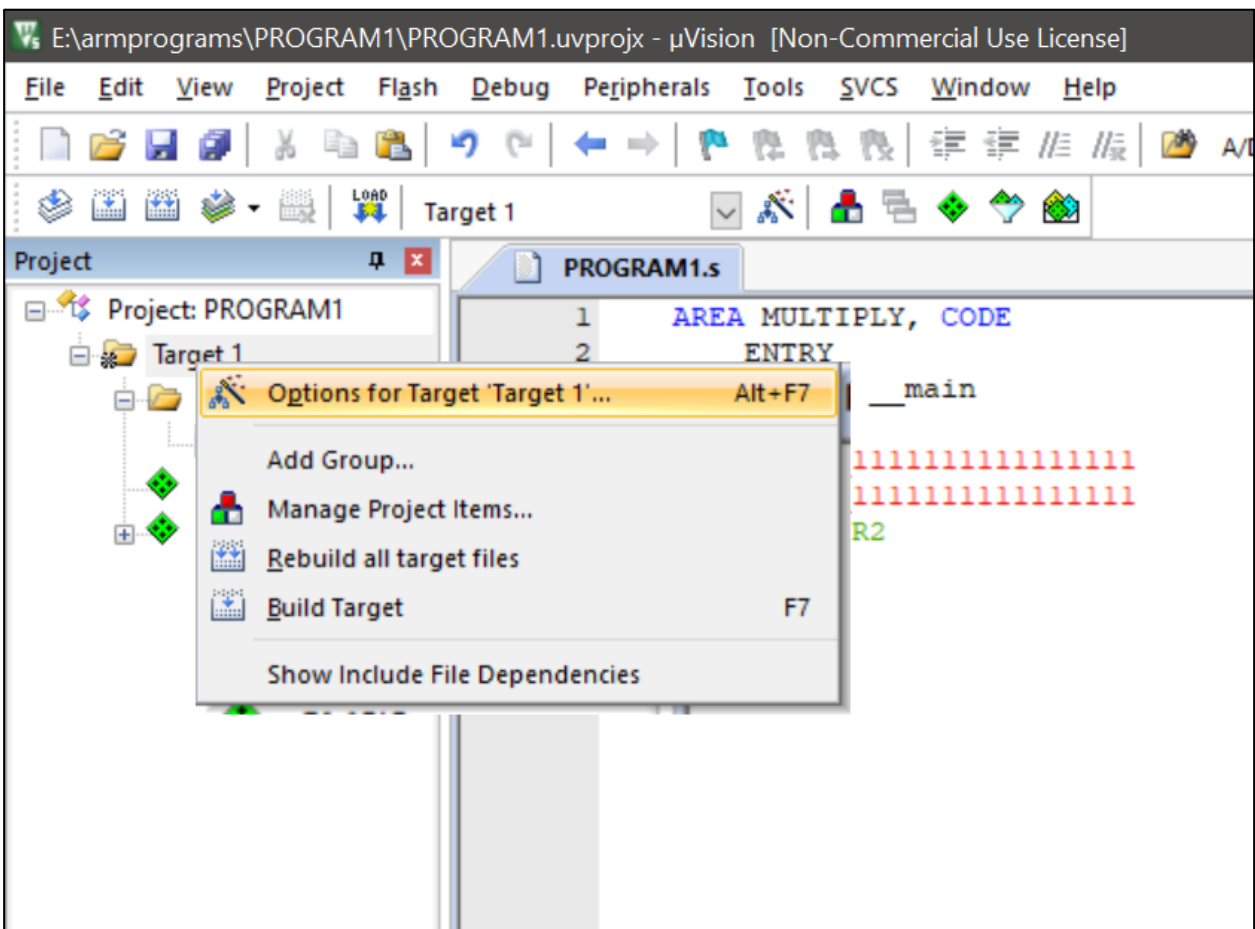 E:\armprograms\PROGRAM1\PROGRAM1.uvprojx - µVision [Non-Commercial Use License]
File Edit View Project Flash Debug Peripherals Tools SVCS Window Help
LOAD Target 1
Project
PROGRAM1.s
Project: PROGRAM1
1 AREA MULTIPLY, CODE
Target 1
2 ENTRY
Options for Target 'Target 1'... Alt+F7
__main
Add Group...
1111111111111111
Manage Project Items...
1111111111111111
R2
Rebuild all target files
Build Target F7
Show Include File Dependencies